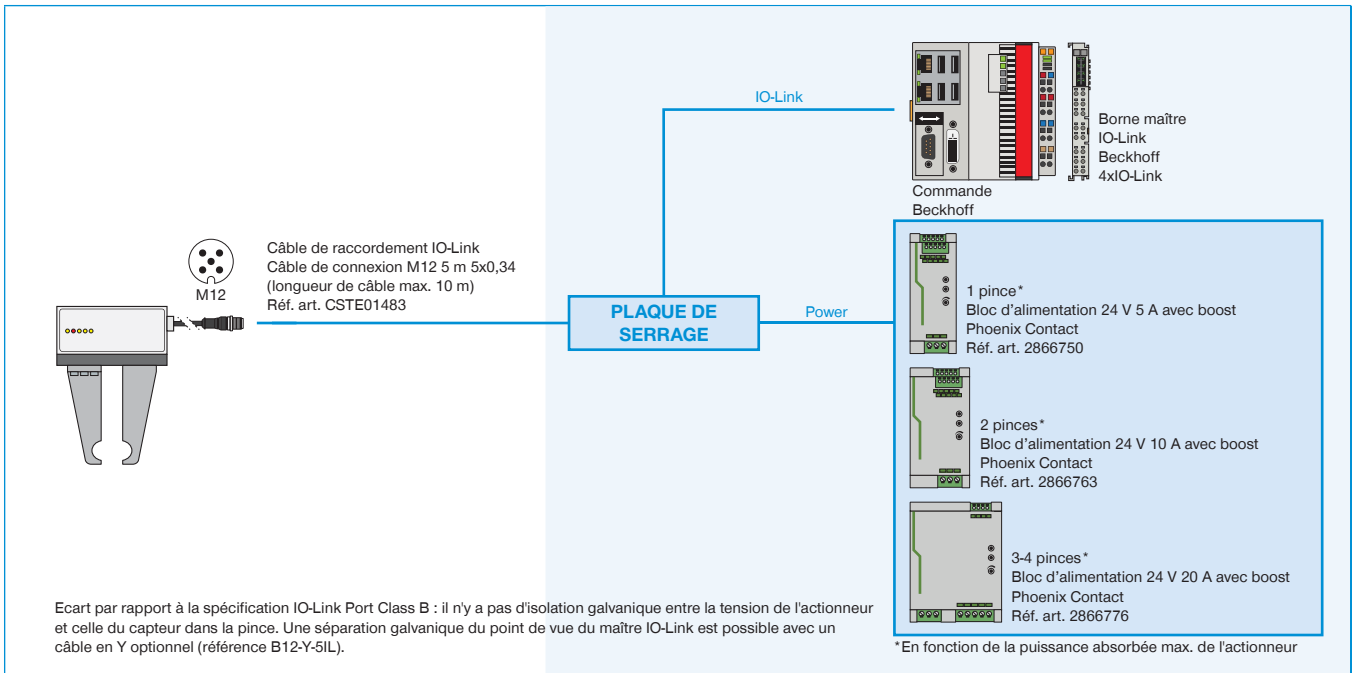 IO-Link
Borne maître
IO-Link
Beckhoff
4xIO-Link
Commande
Beckhoff
Câble de raccordement IO-Link
Câble de connexion M12 5 m 5x0,34
(longueur de câble max. 10 m)
Réf. art. CSTE01483
M12
PLAQUE DE
SERRAGE
Power
1 pince*
Bloc d'alimentation 24 V 5 A avec boost
Phoenix Contact
Réf. art. 2866750
2 pinces*
Bloc d’alimentation 24 V 10 A avec boost
Phoenix Contact
Réf. art. 2866763
3-4 pinces*
Bloc d’alimentation 24 V 20 A avec boost
Phoenix Contact
Réf. art. 2866776
Ecart par rapport à la spécification IO-Link Port Class B : il n'y a pas d'isolation galvanique entre la tension de l'actionneur
et celle du capteur dans la pince. Une séparation galvanique du point de vue du maître IO-Link est possible avec un
câble en Y optionnel (référence B12-Y-5IL).
*En fonction de la puissance absorbée max. de l'actionneur